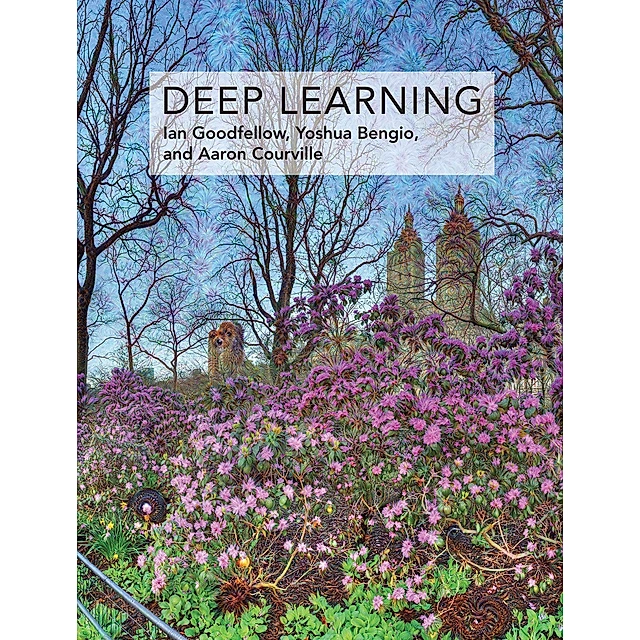 DEEP LEARNING
Ian Goodfellow, Yoshua Bengio,
and Aaron Courville